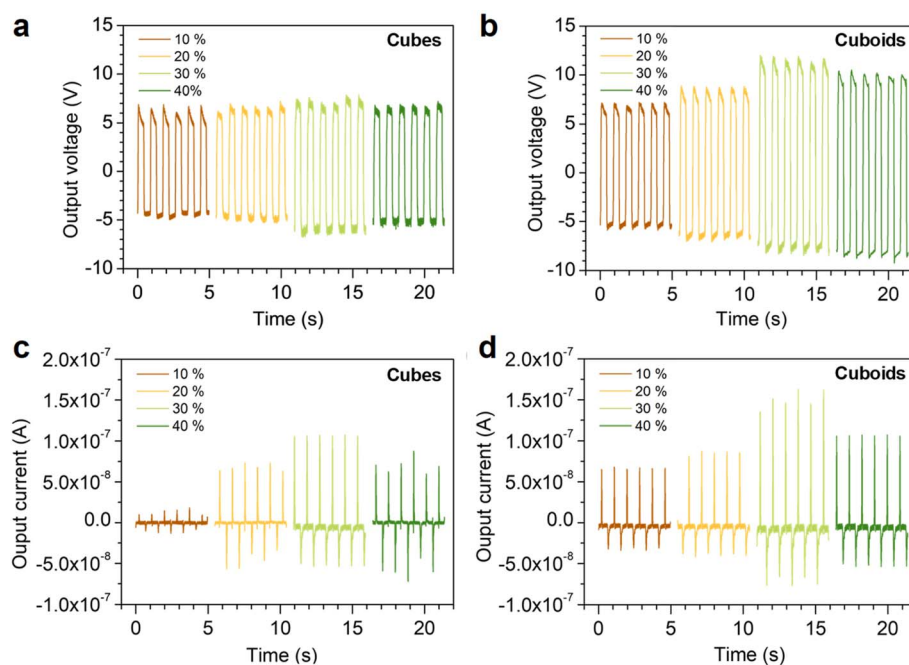 a
Cubes
10 %
20 %
30 %
40%
15
10
5
0
-5
-10
Output voltage (V)
0 5 10 15 20
Time (s)
b
Cuboids
10 %
20 %
30 %
40 %
15
10
5
0
-5
-10
Output voltage (V)
0 5 10 15 20
Time (s)
c
Cubes
10 %
20 %
30 %
40 %
2.0x10-7
1.5x10-7
1.0x10-7
5.0x10-8
0.0
-5.0x10-8
-1.0x10-7
Ouput current (A)
0 5 10 15 20
Time (s)
d
Cuboids
10 %
20 %
30 %
40 %
2.0x10-7
1.5x10-7
1.0x10-7
5.0x10-8
0.0
-5.0x10-8
-1.0x10-7
Ouput current (A)
0 5 10 15 20
Time (s)